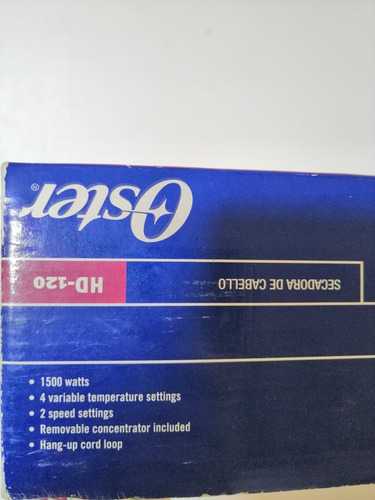 Oster®
HD-120
SECADORA DE CABELLO
• 1500 watts
• 4 variable temperature settings
• 2 speed settings
• Removable concentrator included
• Hang-up cord loop